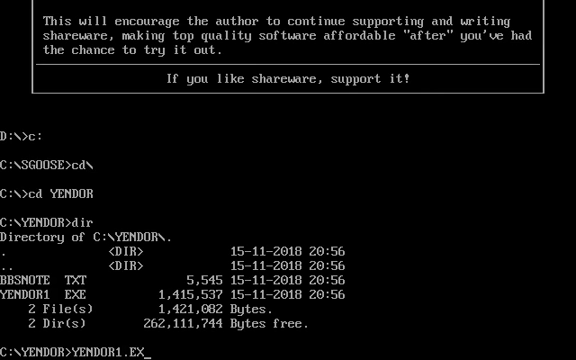 This will encourage the author to continue supporting and writing
shareware, making top quality software affordable "after" you've had
the chance to try it out.
If you like shareware, support it!
D:\>c:
C:\SGOOSE>cd\
C:\>cd YENDOR
C:\YENDOR>dir
Directory of C:\YENDOR\.
. <DIR> 15-11-2018 20:56
.. <DIR> 15-11-2018 20:56
BBSNOTE TXT 5,545 15-11-2018 20:56
YENDOR1 EXE 1,415,537 15-11-2018 20:56
2 File(s) 1,421,082 Bytes.
2 Dir(s) 262,111,744 Bytes free.
C:\YENDOR>YENDOR1.EX_